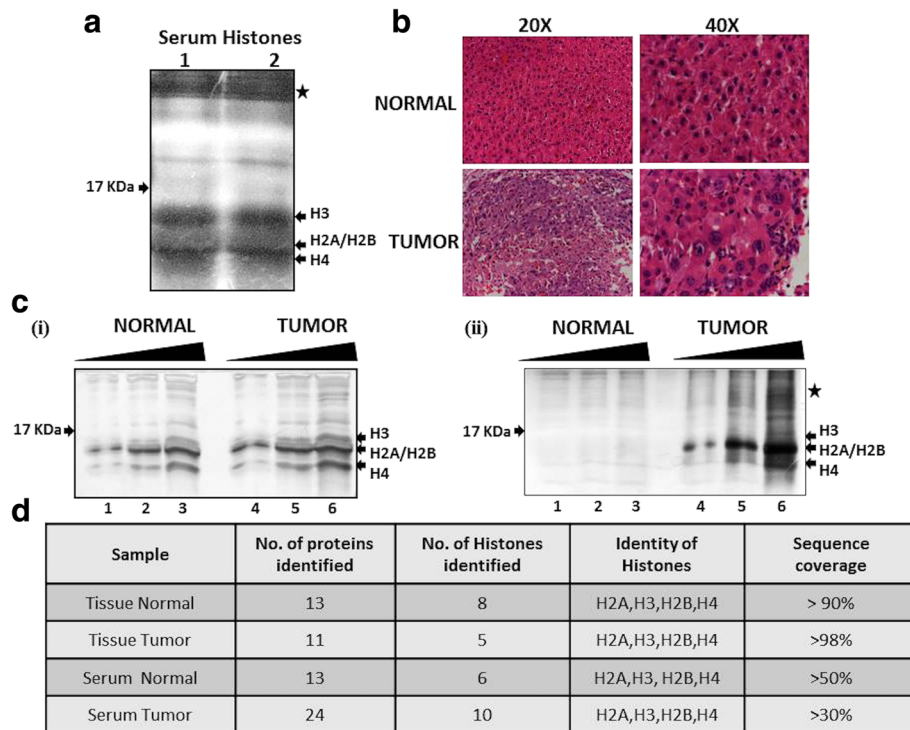 a
Serum Histones
1 2
★
17 KDa
H3
H2A/H2B
H4
b
20X 40X
NORMAL
TUMOR
c
(i)
NORMAL TUMOR
17 KDa
H3
H2A/H2B
H4
1 2 3 4 5 6
(ii)
NORMAL TUMOR
★
17 KDa
H3
H2A/H2B
H4
1 2 3 4 5 6
d
Sample No. of proteins identified No. of Histones identified Identity of Histones Sequence coverage
Tissue Normal 13 8 H2A,H3,H2B,H4 > 90%
Tissue Tumor 11 5 H2A,H3,H2B,H4 >98%
Serum Normal 13 6 H2A,H3, H2B,H4 >50%
Serum Tumor 24 10 H2A,H3,H2B,H4 >30%